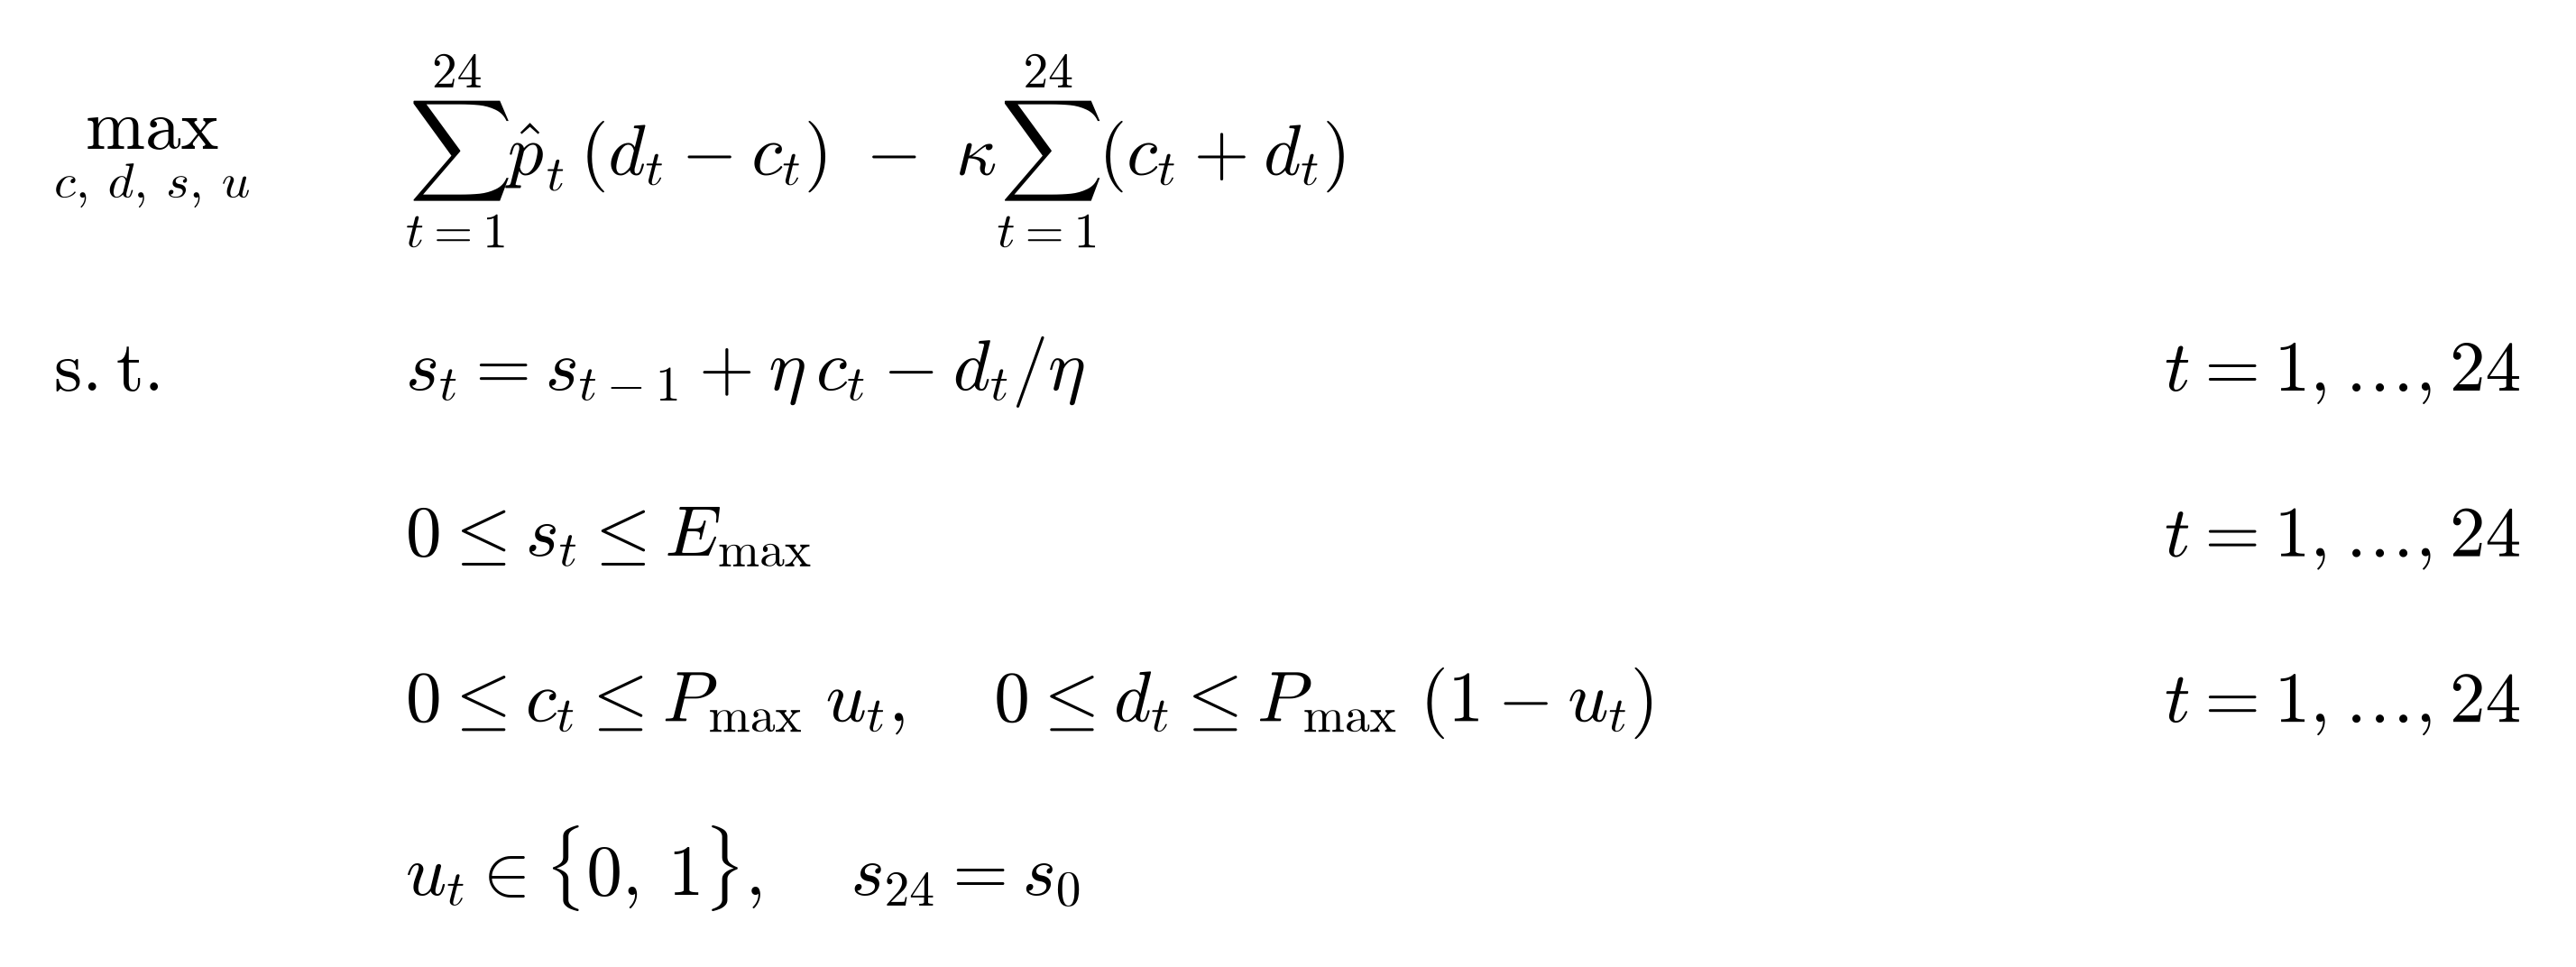 max_{c, d, s, u} ∑_{t=1}^{24} p̂_t (d_t − c_t) − κ ∑_{t=1}^{24} (c_t + d_t)
s. t. s_t = s_{t−1} + η c_t − d_t/η t = 1, …, 24
0 ≤ s_t ≤ E_max t = 1, …, 24
0 ≤ c_t ≤ P_max u_t, 0 ≤ d_t ≤ P_max (1 − u_t) t = 1, …, 24
u_t ∈ {0, 1}, s_24 = s_0